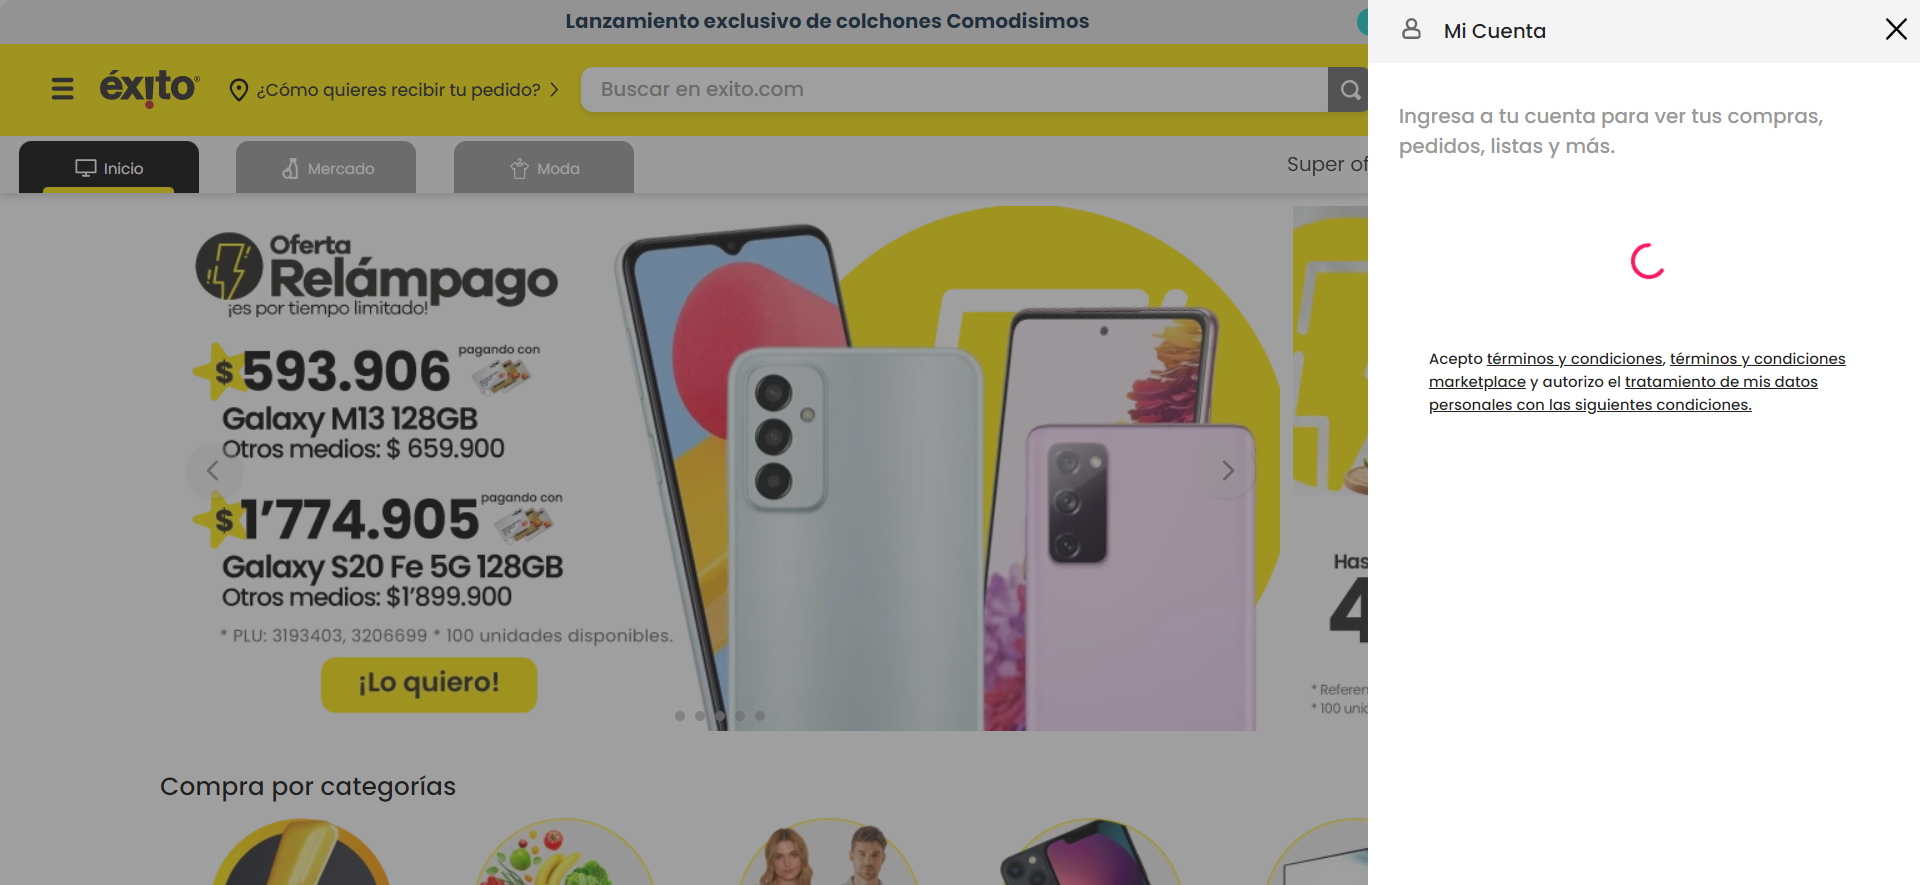 Lanzamiento exclusivo de colchones Comodisimos
éxito
¿Cómo quieres recibir tu pedido?
Buscar en exito.com
Inicio
Mercado
Moda
Super of
Oferta
Relámpago
¡es por tiempo limitado!
$593.906 pagando con
Galaxy M13 128GB
Otros medios: $ 659.900
$1'774.905 pagando con
Galaxy S20 Fe 5G 128GB
Otros medios: $1'899.900
* PLU: 3193403, 3206699 * 100 unidades disponibles.
¡Lo quiero!
Has
4
* Referen
* 100 unid
Compra por categorías
Mi Cuenta
Ingresa a tu cuenta para ver tus compras,
pedidos, listas y más.
Acepto términos y condiciones, términos y condiciones
marketplace y autorizo el tratamiento de mis datos
personales con las siguientes condiciones.